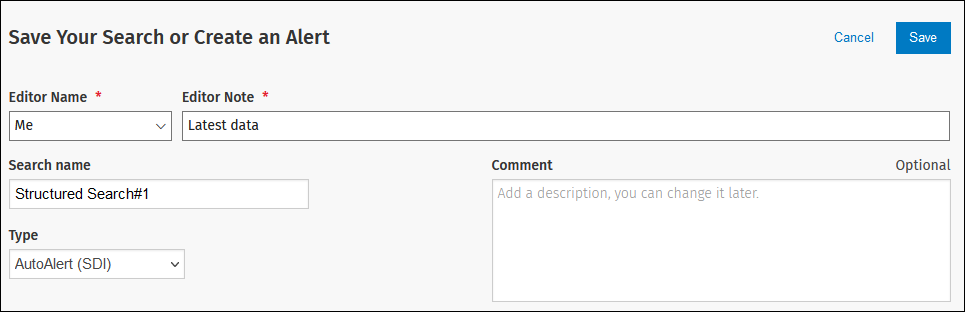 Save Your Search or Create an Alert
Cancel
Save
Editor Name *
Editor Note *
Me
Latest data
Search name
Comment
Optional
Structured Search#1
Add a description, you can change it later.
Type
AutoAlert (SDI)